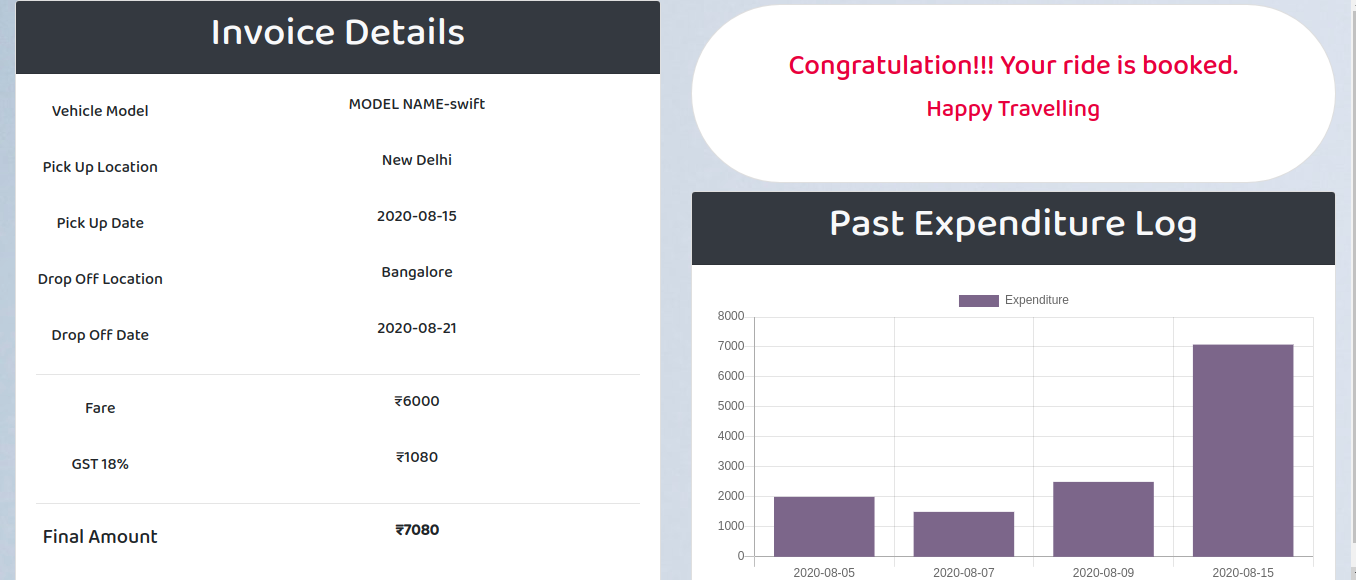 Invoice Details
Vehicle Model MODEL NAME-swift
Pick Up Location New Delhi
Pick Up Date 2020-08-15
Drop Off Location Bangalore
Drop Off Date 2020-08-21
Fare ₹6000
GST 18% ₹1080
Final Amount ₹7080
Congratulation!!! Your ride is booked.
Happy Travelling
Past Expenditure Log
Expenditure
8000
7000
6000
5000
4000
3000
2000
1000
0
2020-08-05 2020-08-07 2020-08-09 2020-08-15